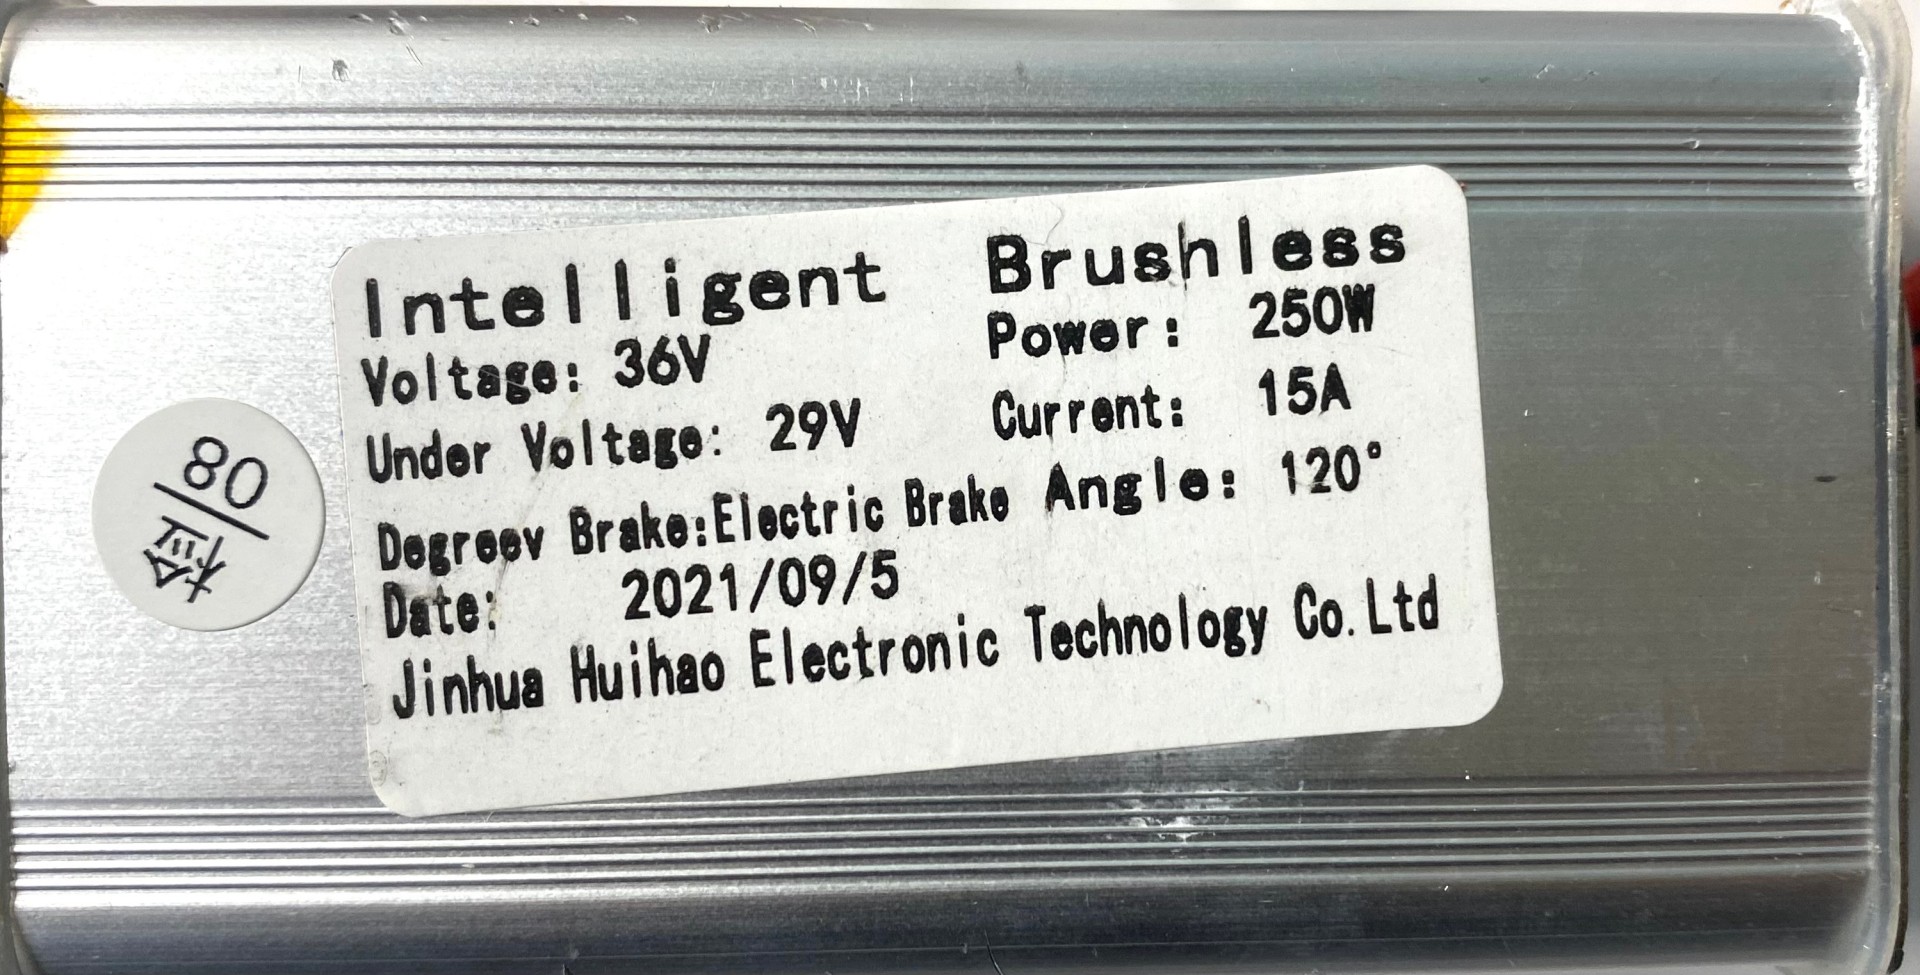 Intelligent Brushless
Voltage: 36V Power: 250W
Under Voltage: 29V Current: 15A
Degreev Brake:Electric Brake Angle: 120°
Date: 2021/09/5
Jinhua Huihao Electronic Technology Co.Ltd
检
08